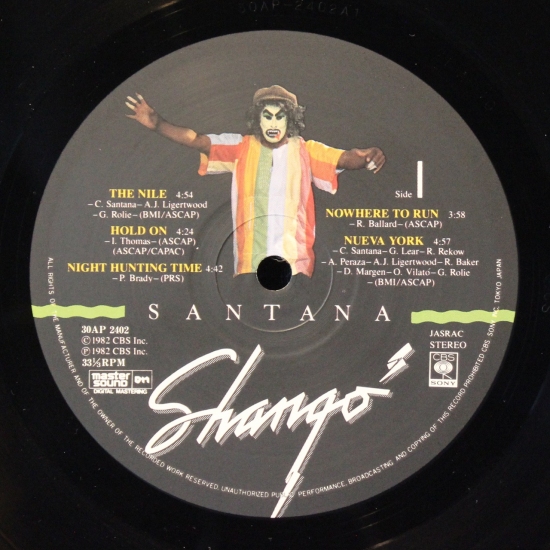 30AP-2402A1
THE NILE 4:54
–C. Santana–A.J. Ligertwood
–G. Rolie–(BMI/ASCAP)
HOLD ON 4:24
–I. Thomas–(ASCAP)
(ASCAP/CAPAC)
NIGHT HUNTING TIME 4:42
–P. Brady–(PRS)
Side 1
NOWHERE TO RUN 3:58
–R. Ballard–(ASCAP)
NUEVA YORK 4:57
–C. Santana–G. Lear–R. Rekow
–A. Peraza–A.J. Ligertwood–R. Baker
–D. Margen–O. Vilató–G. Rolie
–(BMI/ASCAP)
SANTANA
30AP 2402
©1982 CBS Inc.
℗1982 CBS Inc.
33⅓RPM
master sound
DIGITAL MASTERING
JASRAC
STEREO
CBS
SONY
Shangó
ALL RIGHTS OF THE MANUFACTURER AND OF THE OWNER OF THE RECORDED WORK RESERVED. UNAUTHORIZED PUBLIC PERFORMANCE, BROADCASTING AND COPYING OF THIS RECORD PROHIBITED CBS SONY INC. TOKYO JAPAN